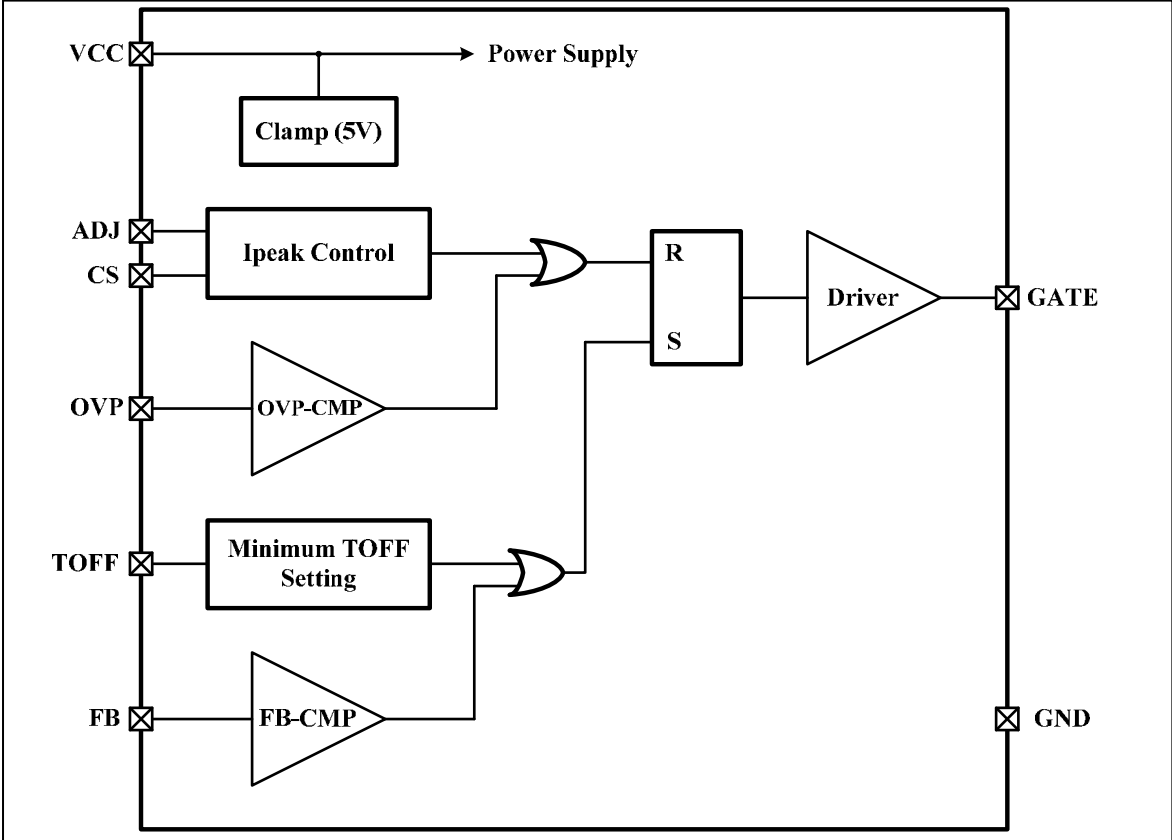 VCC
Power Supply
Clamp (5V)
ADJ
Ipeak Control
CS
R
Driver
GATE
S
OVP
OVP-CMP
TOFF
Minimum TOFF
Setting
FB
FB-CMP
GND